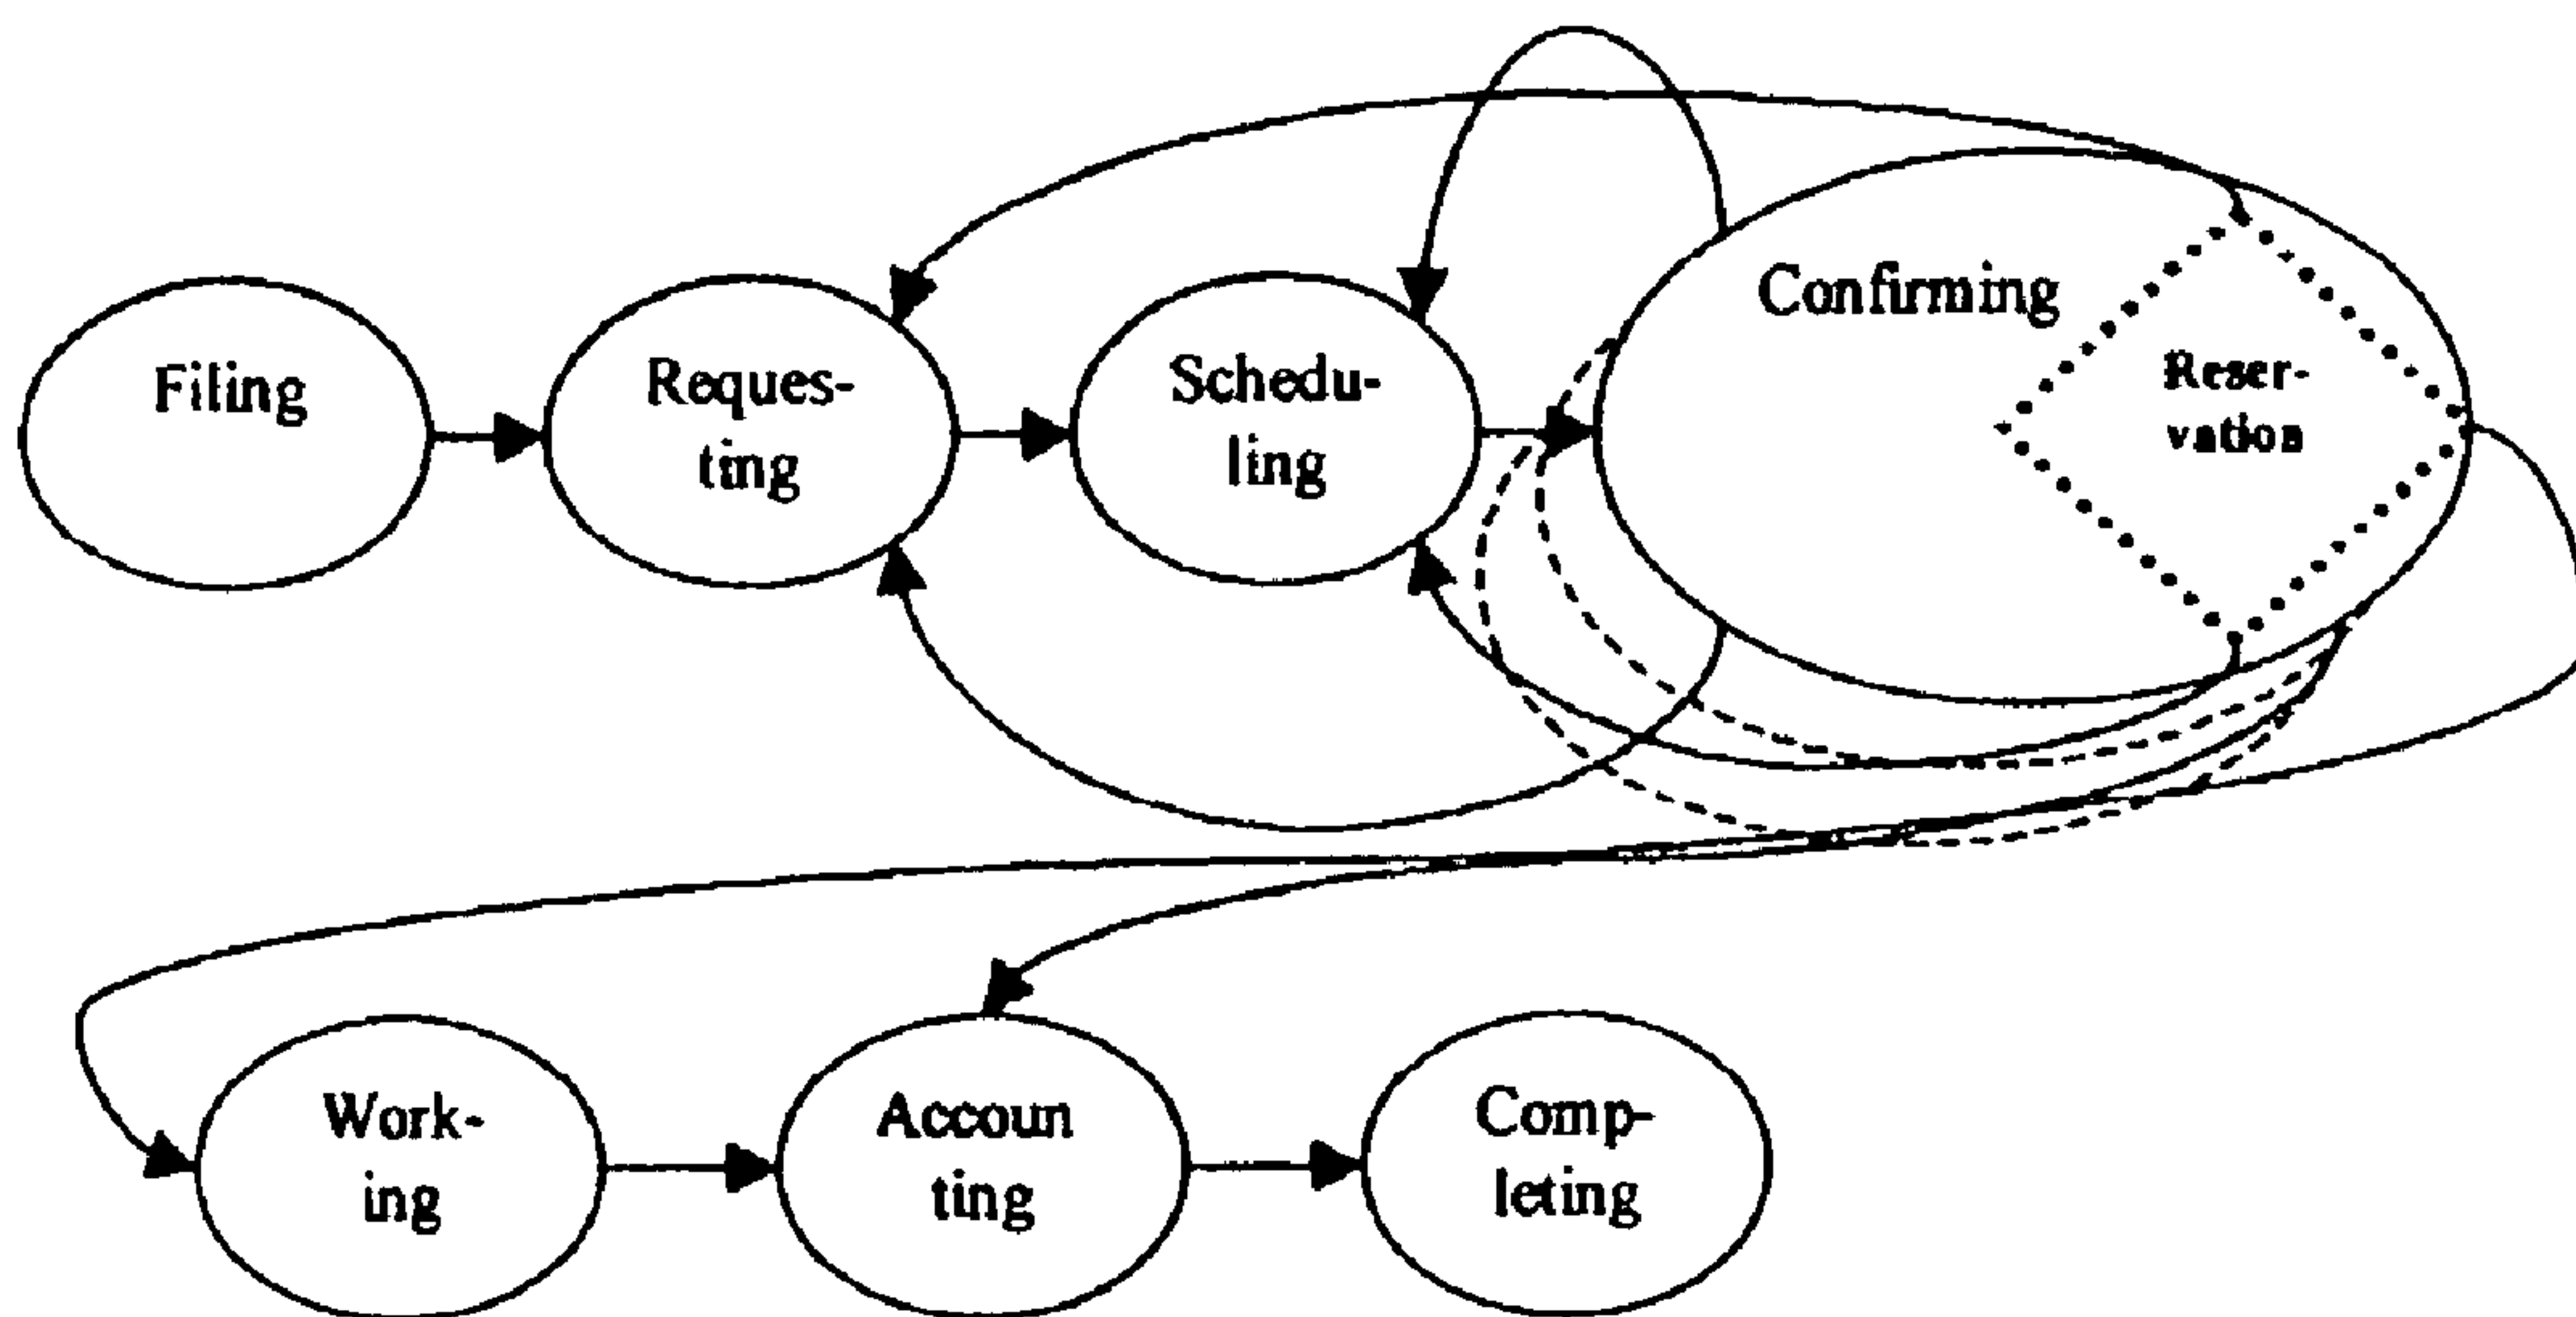 Filing
Reques-
ting
Schedu-
ling
Confirming
Reser-
vation
Work-
ing
Accoun
ting
Comp-
leting